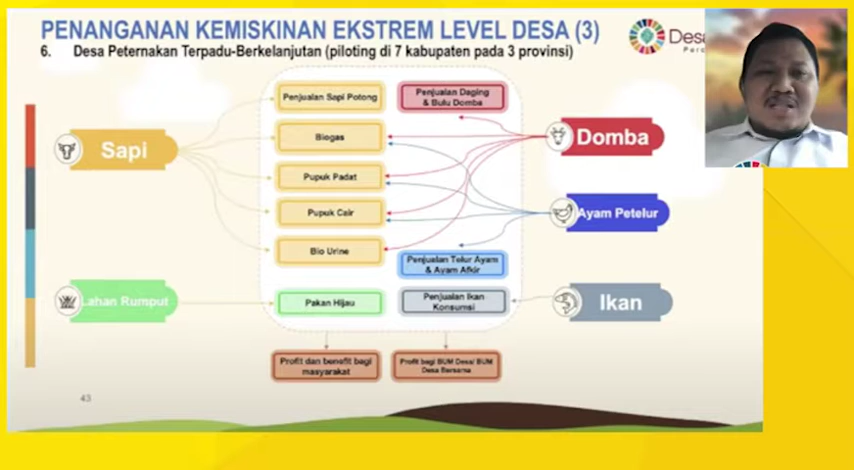 PENANGANAN KEMISKINAN EKSTREM LEVEL DESA (3)
6. Desa Peternakan Terpadu-Berkelanjutan (piloting di 7 kabupaten pada 3 provinsi)
Desa
Perc
Penjualan Sapi Potong
Penjualan Daging
& Bulu Domba
Sapi
Biogas
Domba
Pupuk Padat
Pupuk Cair
Ayam Petelur
Bio Urine
Penjualan Telur Ayam
& Ayam Afkir
Lahan Rumput
Pakan Hijau
Penjualan Ikan
Konsumsi
Ikan
Profit dan benefit bagi
masyarakat
Profit bagi BUM Desa/ BUM
Desa Bersama
43